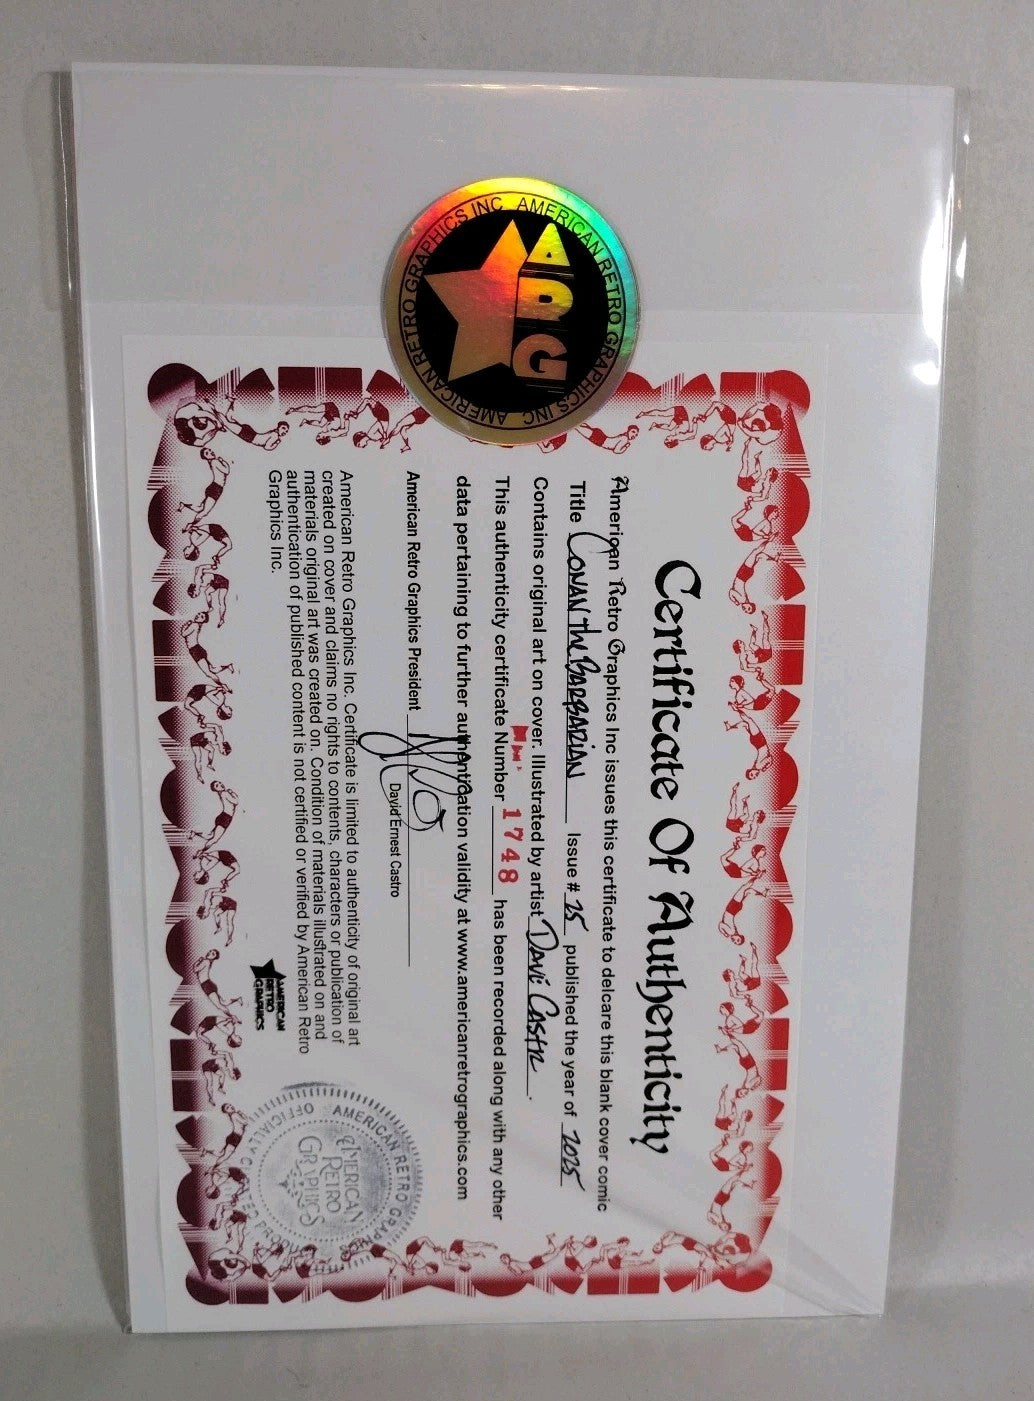 AMERICAN RETRO GRAPHICS INC AMERICAN RETRO GRAPHICS INC
ARG
Certificate Of Authenticity
American Retro Graphics Inc issues this certificate to delcare this blank cover comic
Title CONAN the BARBARIAN Issue # 25 published the year of 2025
Contains original art on cover. Illustrated by artist DAVE CASTR.
This authenticity certificate Number 1748 has been recorded along with any other
data pertaining to further authentication validity at www.americanretrographics.com
American Retro Graphics President
David Ernest Castro
American Retro Graphics Inc. Certificate is limited to authenticity of original art
created on cover and claims no rights to contents, characters or publication of
materials original art was created on. Condition of materials illustrated on and
authentication of published content is not certified or verified by American Retro
Graphics Inc.
AMERICAN
RETRO
GRAPHICS
AMERICAN RETRO
OFFICIALLY
AMERICAN
RETRO
GRAPHICS